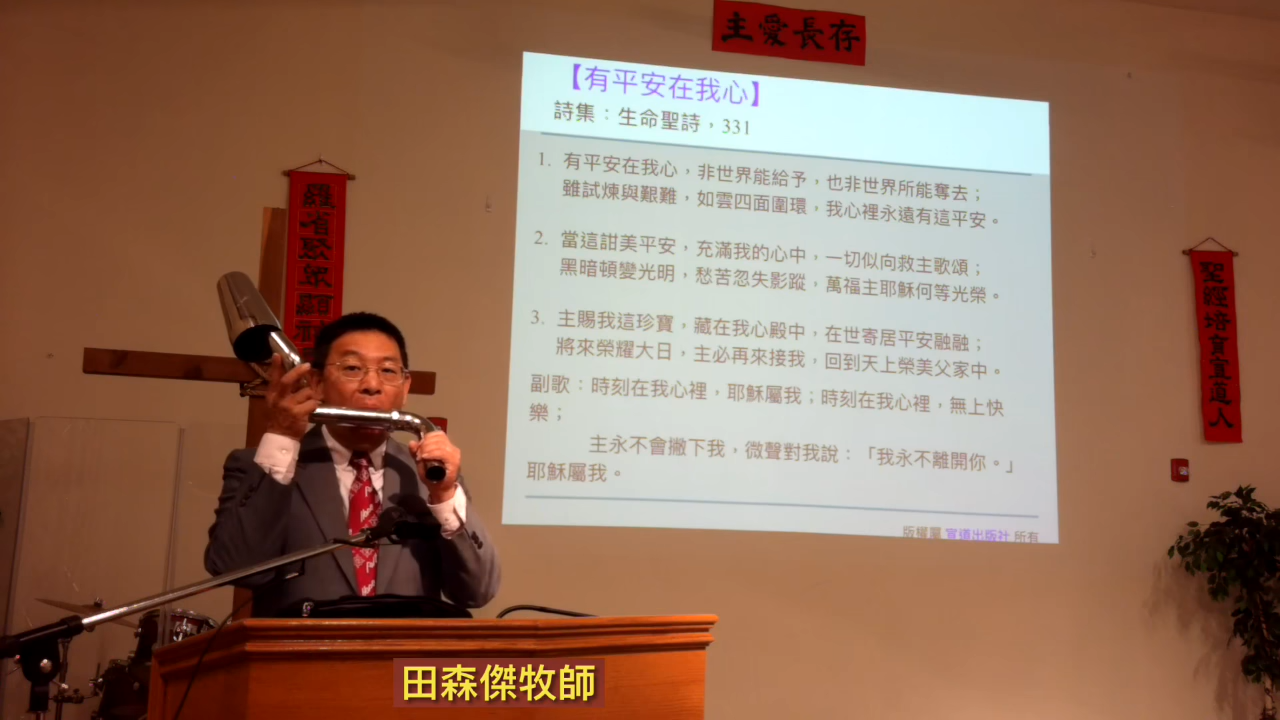 主愛長存
【有平安在我心】
詩集：生命聖詩，331
1. 有平安在我心，非世界能給予，也非世界所能奪去；
雖試煉與艱難，如雲四面圍環，我心裡永遠有這平安。
2. 當這甜美平安，充滿我的心中，一切似向救主歌頌；
黑暗頓變光明，愁苦忽失影蹤，萬福主耶穌何等光榮。
3. 主賜我這珍寶，藏在我心殿中，在世寄居平安融融；
將來榮耀大日，主必再來接我，回到天上榮美父家中。
副歌：時刻在我心裡，耶穌屬我；時刻在我心裡，無上快
樂；
主永不會撇下我，微聲對我說：「我永不離開你。」
耶穌屬我。
版權屬 宣道出版社 所有
羅省聚眾願
聖經培育宣道人
田森傑牧師